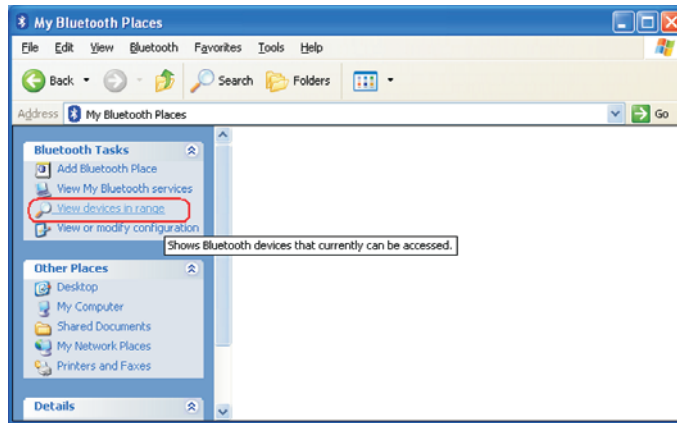 My Bluetooth Places
File Edit View Bluetooth Favorites Tools Help
Back Search Folders
Address My Bluetooth Places Go
Bluetooth Tasks
Add Bluetooth Place
View My Bluetooth services
View devices in range
View or modify configuration
Shows Bluetooth devices that currently can be accessed.
Other Places
Desktop
My Computer
Shared Documents
My Network Places
Printers and Faxes
Details